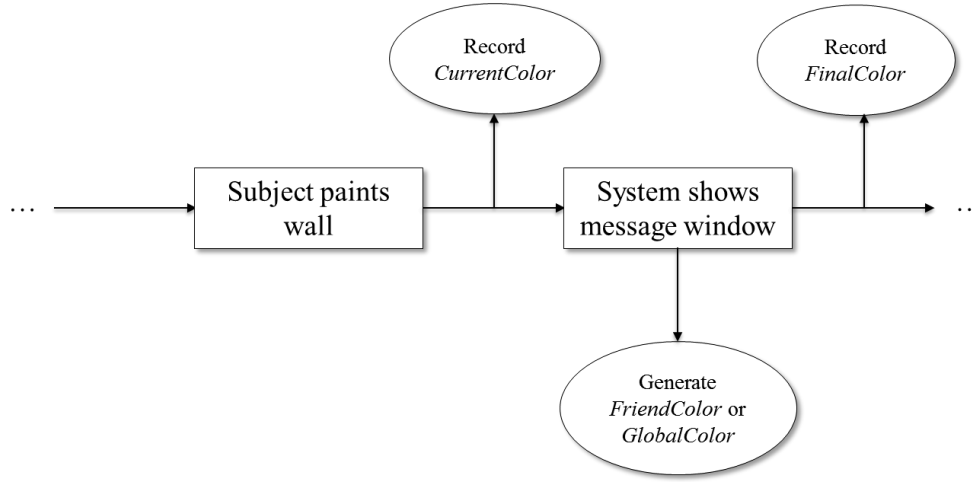 Record
CurrentColor
Record
FinalColor
...
Subject paints
wall
System shows
message window
..
Generate
FriendColor or
GlobalColor